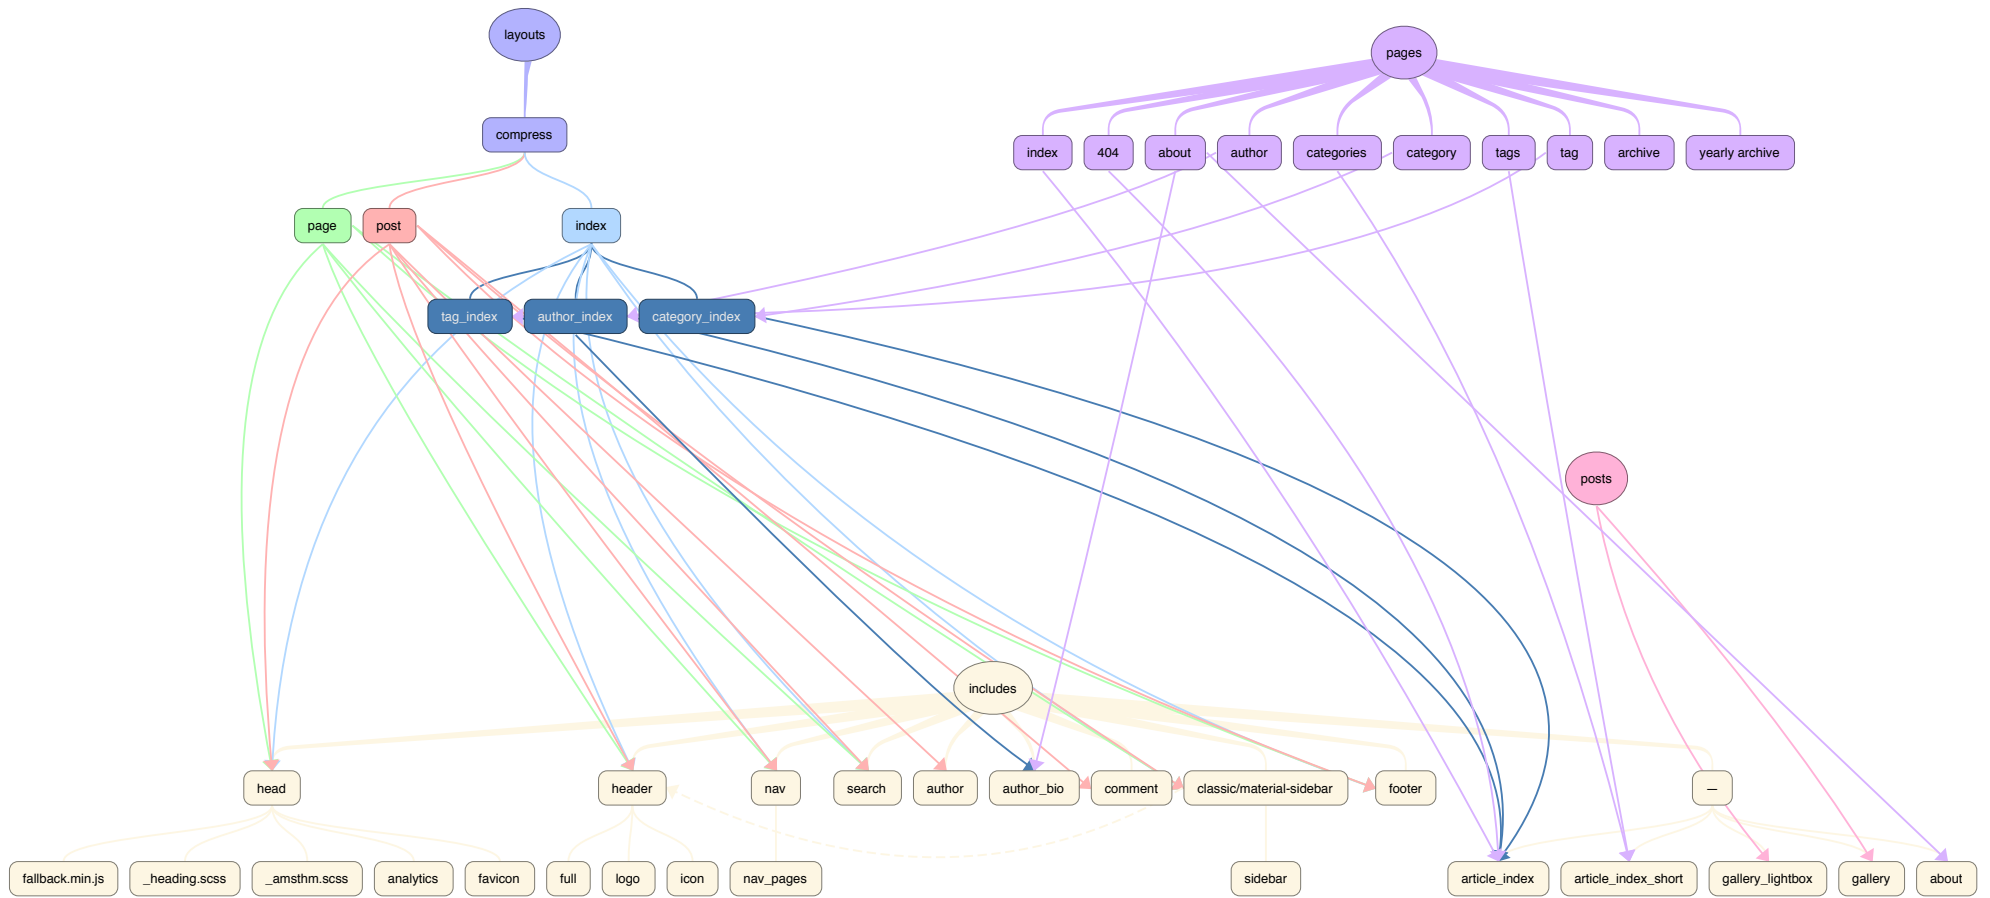 layouts
pages
compress
index
404
about
author
categories
category
tags
tag
archive
yearly archive
page
post
index
tag_index
author_index
category_index
posts
includes
head
header
nav
search
author
author_bio
comment
classic/material-sidebar
footer
—
fallback.min.js
_heading.scss
_amsthm.scss
analytics
favicon
full
logo
icon
nav_pages
sidebar
article_index
article_index_short
gallery_lightbox
gallery
about